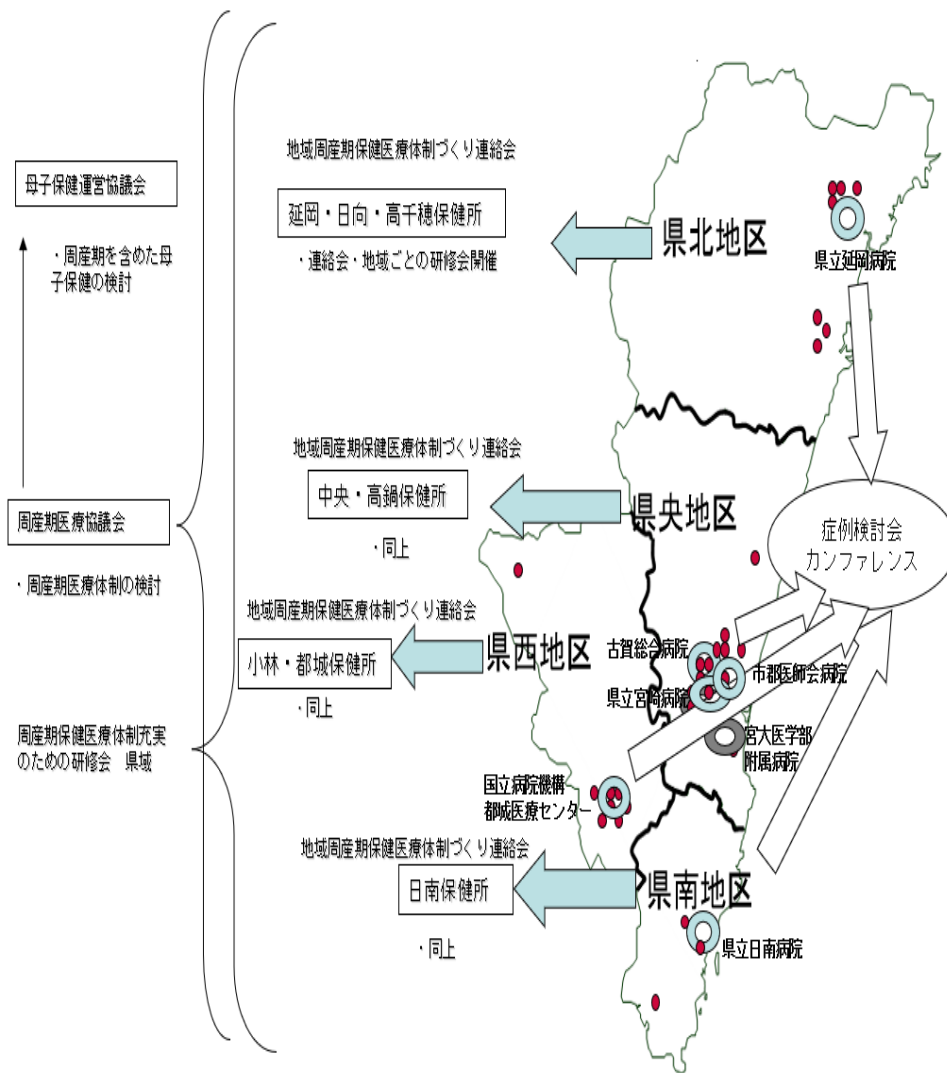 母子保健運営協議会
・周産期を含めた母
子保健の検討
周産期医療協議会
・周産期医療体制の検討
周産期保健医療体制充実
のための研修会　県域
地域周産期保健医療体制づくり連絡会
延岡・日向・高千穂保健所
・連絡会・地域ごとの研修会開催
県北地区
県立延岡病院
地域周産期保健医療体制づくり連絡会
中央・高鍋保健所
・同上
県央地区
症例検討会
カンファレンス
地域周産期保健医療体制づくり連絡会
小林・都城保健所
・同上
県西地区
古賀総合病院
市郡医師会病院
県立宮崎病院
宮大医学部
附属病院
国立病院機構
都城医療センター
地域周産期保健医療体制づくり連絡会
日南保健所
・同上
県南地区
県立日南病院